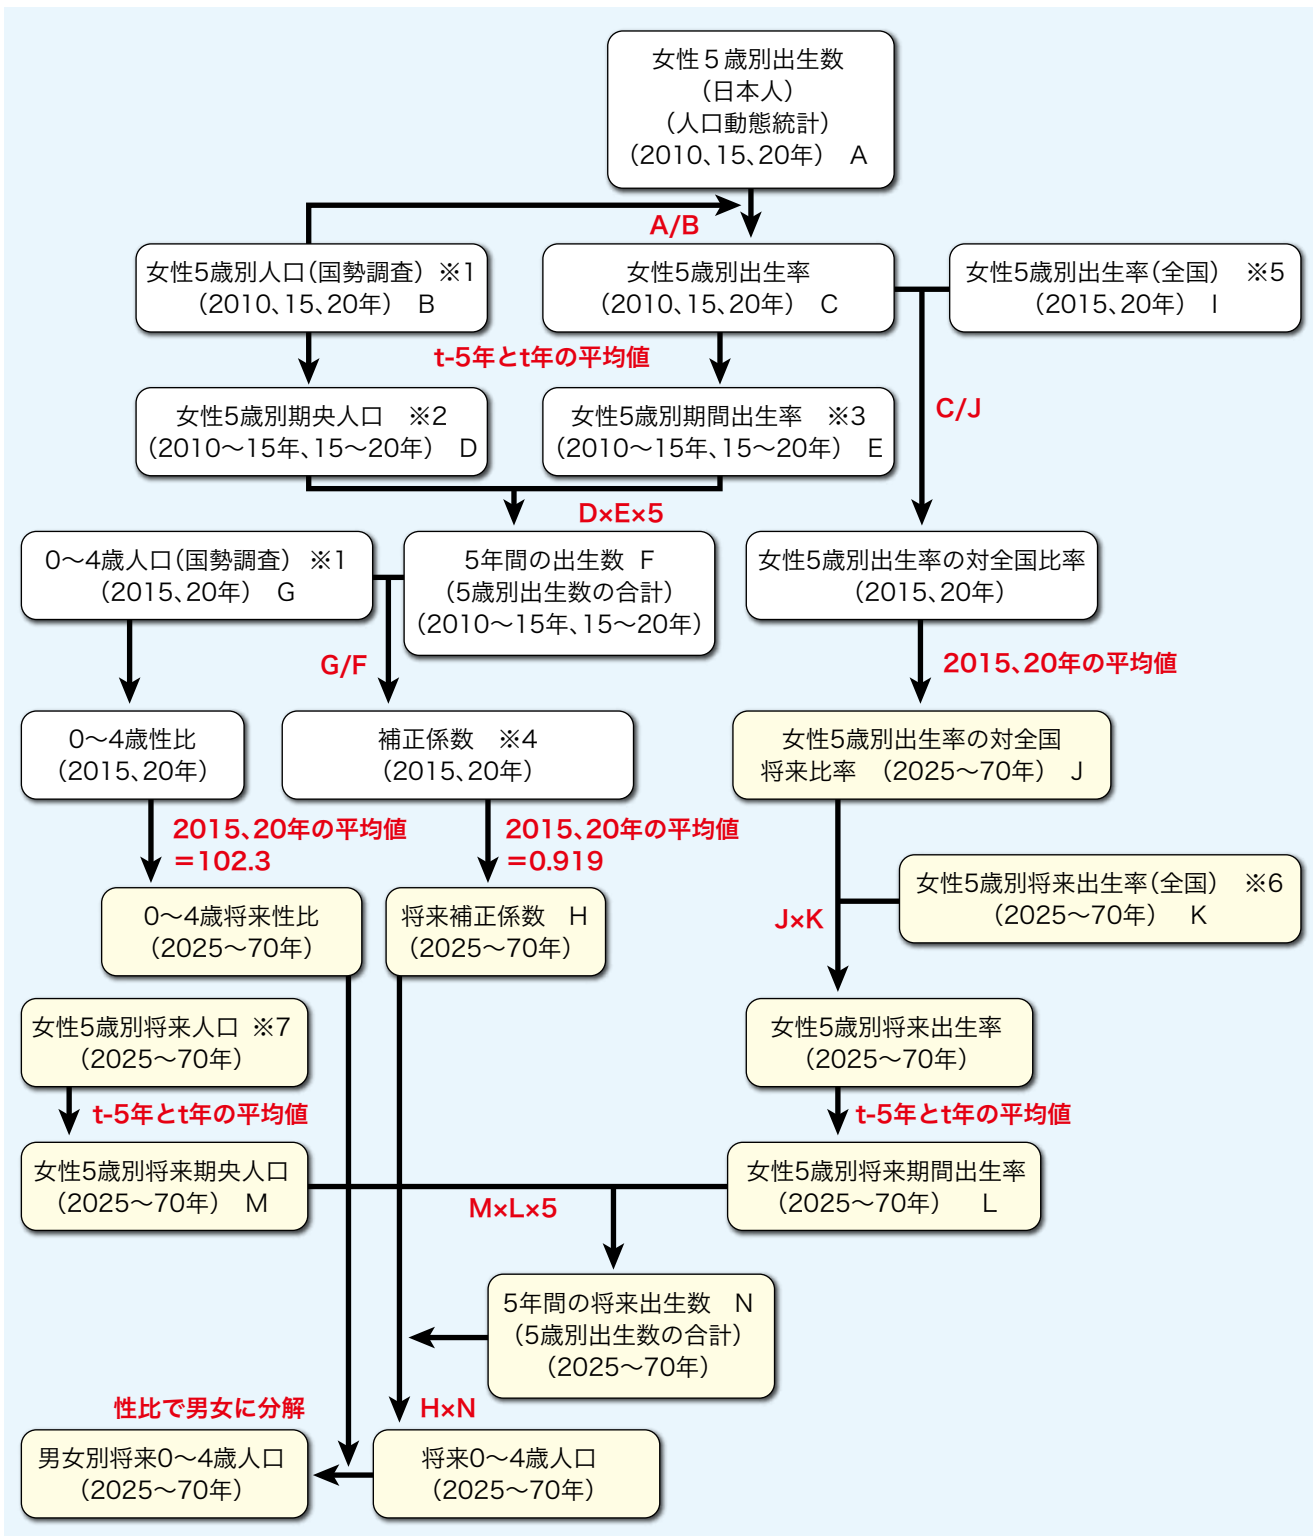 女性５歳別出生数
（日本人）
（人口動態統計）
（2010、15、20年）　A
A/B
女性5歳別人口（国勢調査）※1
（2010、15、20年）　B
女性5歳別出生率
（2010、15、20年）　C
女性5歳別出生率（全国）　※5
（2015、20年）　I
t-5年とt年の平均値
C/J
女性5歳別期央人口　※2
（2010～15年、15～20年）　D
女性5歳別期間出生率　※3
（2010～15年、15～20年）　E
D×E×5
0～4歳人口（国勢調査）※1
（2015、20年）　G
5年間の出生数 F
（5歳別出生数の合計）
（2010～15年、15～20年）
女性5歳別出生率の対全国比率
（2015、20年）
G/F
2015、20年の平均値
0～4歳性比
（2015、20年）
補正係数　※4
（2015、20年）
女性5歳別出生率の対全国
将来比率　（2025～70年）　J
2015、20年の平均値
＝102.3
2015、20年の平均値
＝0.919
0～4歳将来性比
（2025～70年）
将来補正係数　H
（2025～70年）
J×K
女性5歳別将来出生率（全国）　※6
（2025～70年）　K
女性5歳別将来人口 ※7
（2025～70年）
女性5歳別将来出生率
（2025～70年）
t-5年とt年の平均値
t-5年とt年の平均値
女性5歳別将来期央人口
（2025～70年）　M
女性5歳別将来期間出生率
（2025～70年）　L
M×L×5
5年間の将来出生数　N
（5歳別出生数の合計）
（2025～70年）
性比で男女に分解
H×N
男女別将来0～4歳人口
（2025～70年）
将来0～4歳人口
（2025～70年）